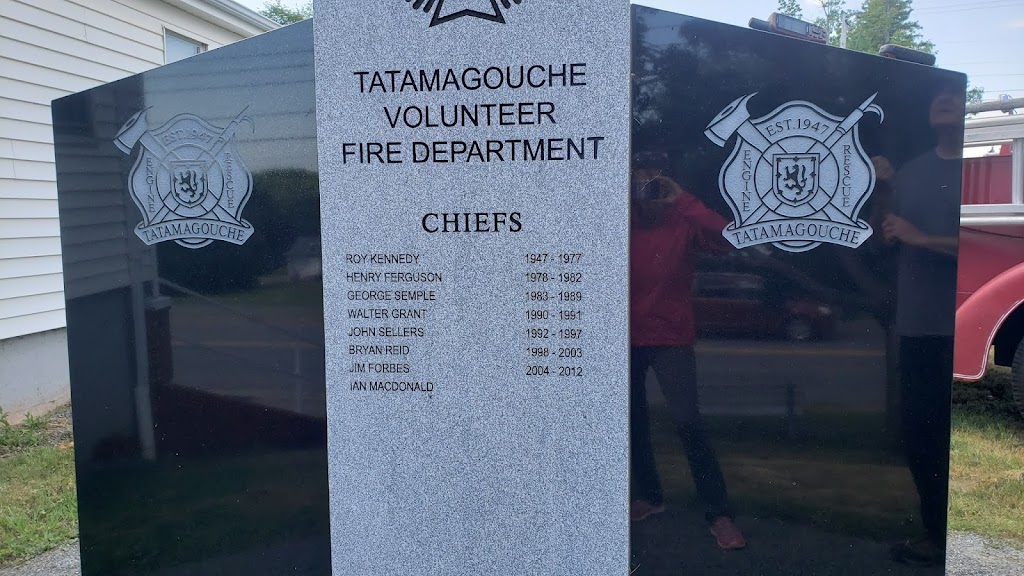 EST.1947
ENGINE
RESCUE
TATAMAGOUCHE
TATAMAGOUCHE
VOLUNTEER
FIRE DEPARTMENT
CHIEFS
ROY KENNEDY 1947 - 1977
HENRY FERGUSON 1978 - 1982
GEORGE SEMPLE 1983 - 1989
WALTER GRANT 1990 - 1991
JOHN SELLERS 1992 - 1997
BRYAN REID 1998 - 2003
JIM FORBES 2004 - 2012
IAN MACDONALD
EST.1947
ENGINE
RESCUE
TATAMAGOUCHE